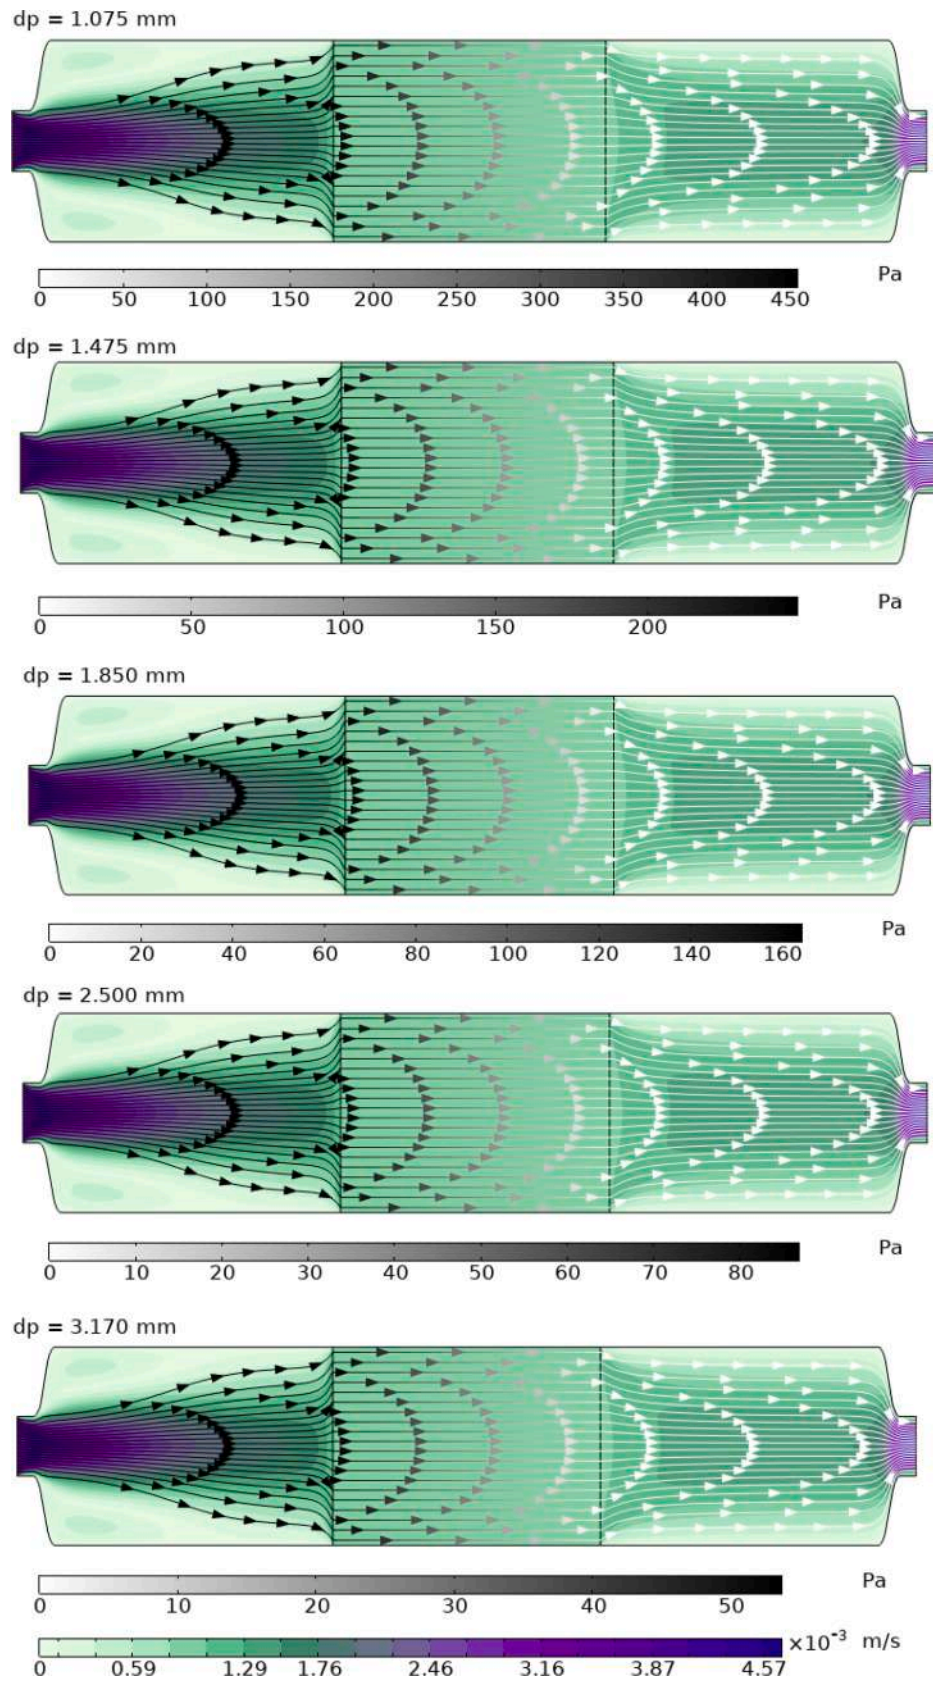 dp = 1.075 mm
Pa
0 50 100 150 200 250 300 350 400 450
dp = 1.475 mm
Pa
0 50 100 150 200
dp = 1.850 mm
Pa
0 20 40 60 80 100 120 140 160
dp = 2.500 mm
Pa
0 10 20 30 40 50 60 70 80
dp = 3.170 mm
Pa
0 10 20 30 40 50
×10⁻³ m/s
0 0.59 1.29 1.76 2.46 3.16 3.87 4.57